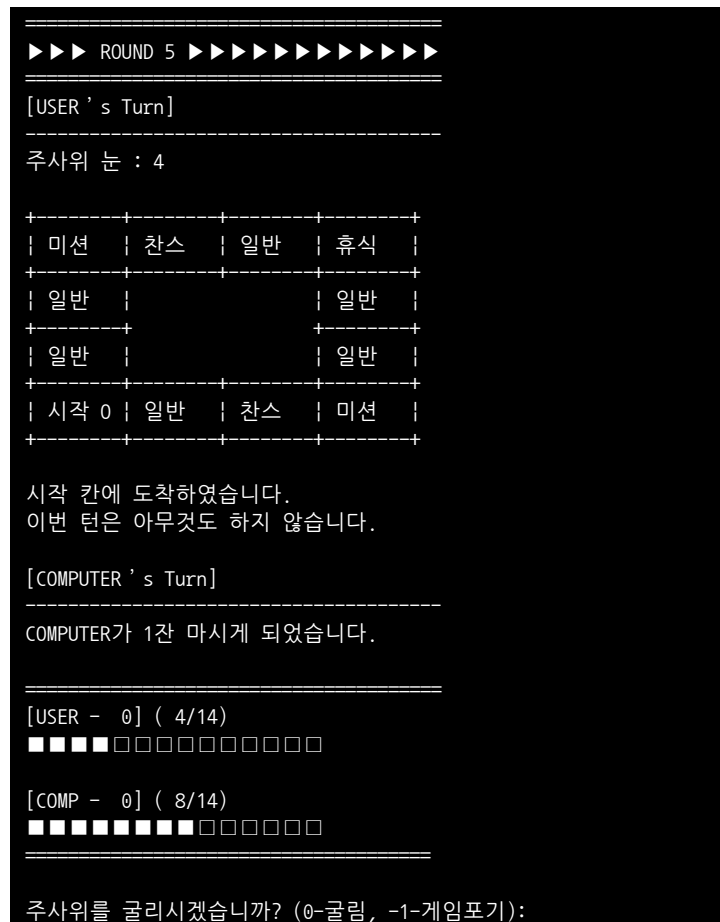 =======================================
▶▶▶ ROUND 5 ▶▶▶▶▶▶▶▶▶▶▶▶
=======================================
[USER's Turn]
---------------------------------------
주사위 눈 : 4
+--------+--------+--------+--------+
¦ 미션 ¦ 찬스 ¦ 일반 ¦ 휴식 ¦
+--------+--------+--------+--------+
¦ 일반 ¦ ¦ 일반 ¦
+--------+ +--------+
¦ 일반 ¦ ¦ 일반 ¦
+--------+--------+--------+--------+
¦ 시작 0 ¦ 일반 ¦ 찬스 ¦ 미션 ¦
+--------+--------+--------+--------+
시작 칸에 도착하였습니다.
이번 턴은 아무것도 하지 않습니다.
[COMPUTER's Turn]
---------------------------------------
COMPUTER가 1잔 마시게 되었습니다.
=======================================
[USER - 0] ( 4/14)
■■■■□□□□□□□□□□
[COMP - 0] ( 8/14)
■■■■■■■■□□□□□□
======================================
주사위를 굴리시겠습니까? (0-굴림, -1-게임포기):